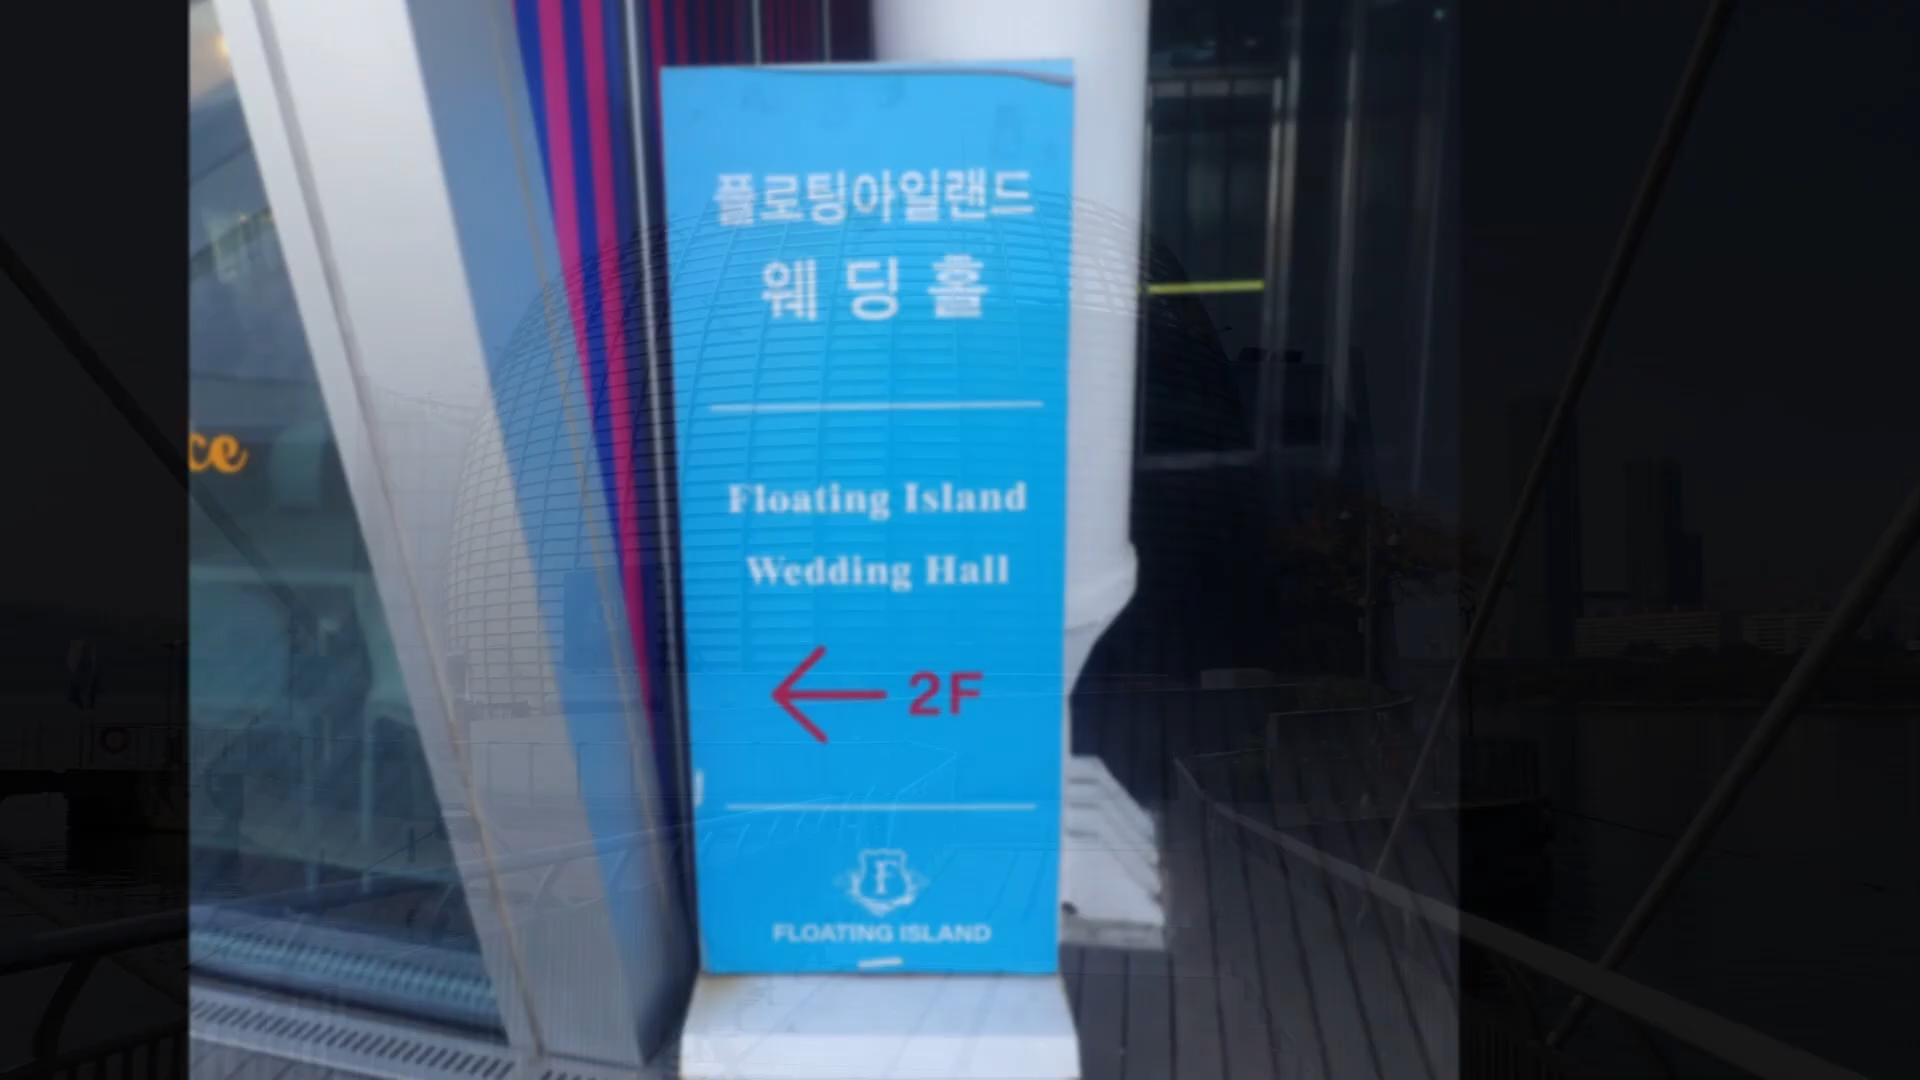 플로팅아일랜드
웨딩홀
Floating Island
Wedding Hall
2F
F
FLOATING ISLAND